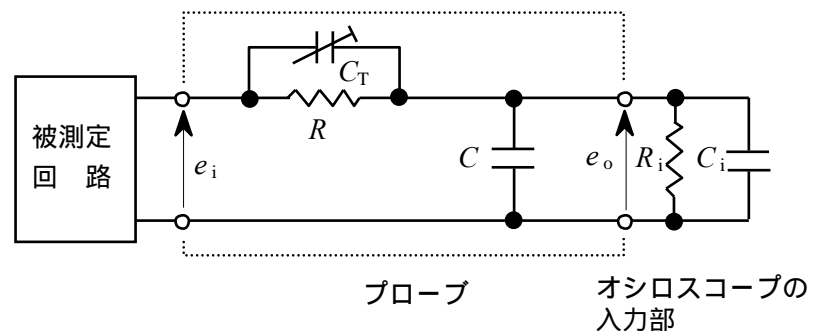 C_T
R
被測定
回　路
e_i
C
e_o
R_i
C_i
プローブ
オシロスコープの
入力部